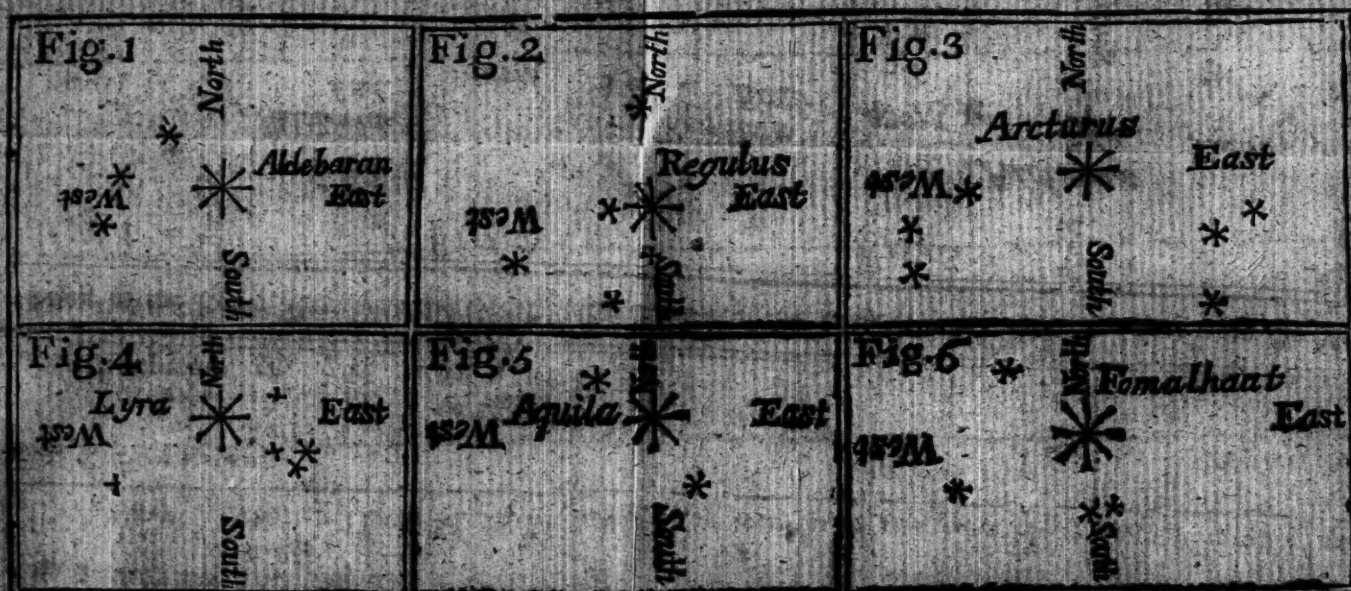 Fig.1
North
Aldebaran
East
West
South
Fig.2
North
Regulus
East
West
South
Fig.3
North
Arcturus
East
West
South
Fig.4
North
Lyra
East
West
South
Fig.5
North
Aquila
East
West
South
Fig.6
North
Fomalhaat
East
West
South